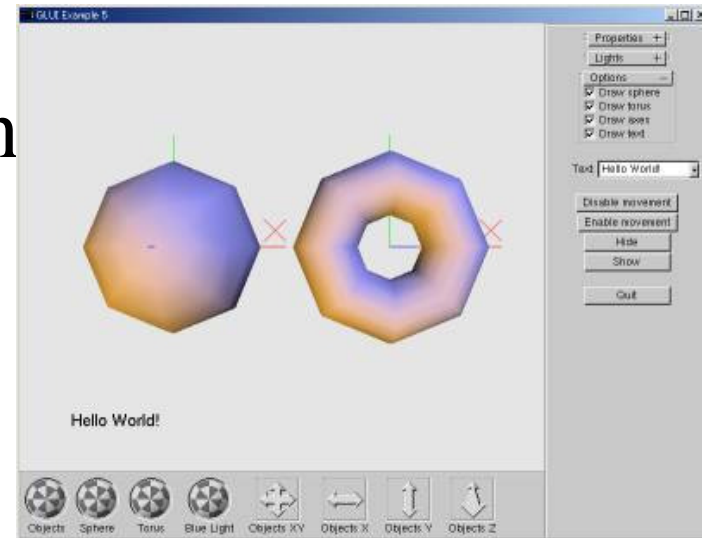 GLUI Example 5
n
Properties +
Lights +
Options −
Draw sphere
Draw torus
Draw axes
Draw text
Text: Hello World!
Disable movement
Enable movement
Hide
Show
Quit
X X
Hello World!
Objects Sphere Torus Blue Light Objects XY Objects X Objects Y Objects Z